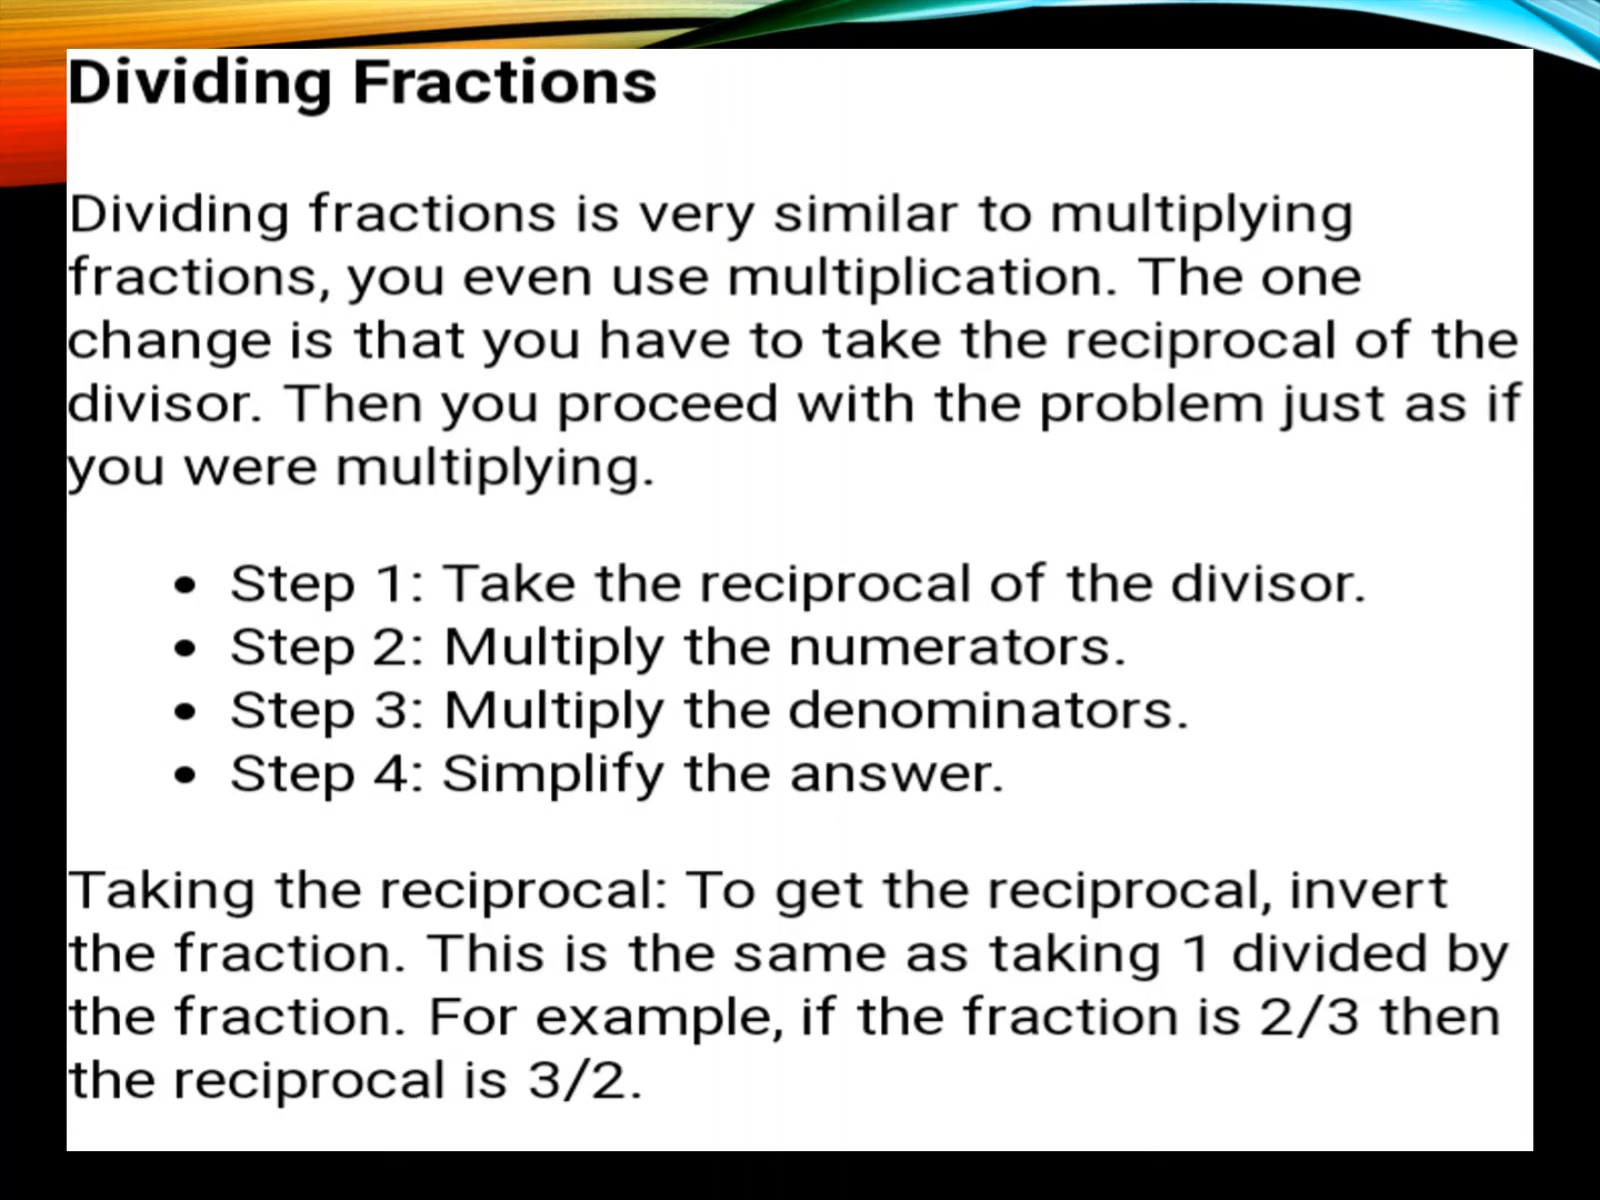 Dividing Fractions
Dividing fractions is very similar to multiplying
fractions, you even use multiplication. The one
change is that you have to take the reciprocal of the
divisor. Then you proceed with the problem just as if
you were multiplying.
• Step 1: Take the reciprocal of the divisor.
• Step 2: Multiply the numerators.
• Step 3: Multiply the denominators.
• Step 4: Simplify the answer.
Taking the reciprocal: To get the reciprocal, invert
the fraction. This is the same as taking 1 divided by
the fraction. For example, if the fraction is 2/3 then
the reciprocal is 3/2.